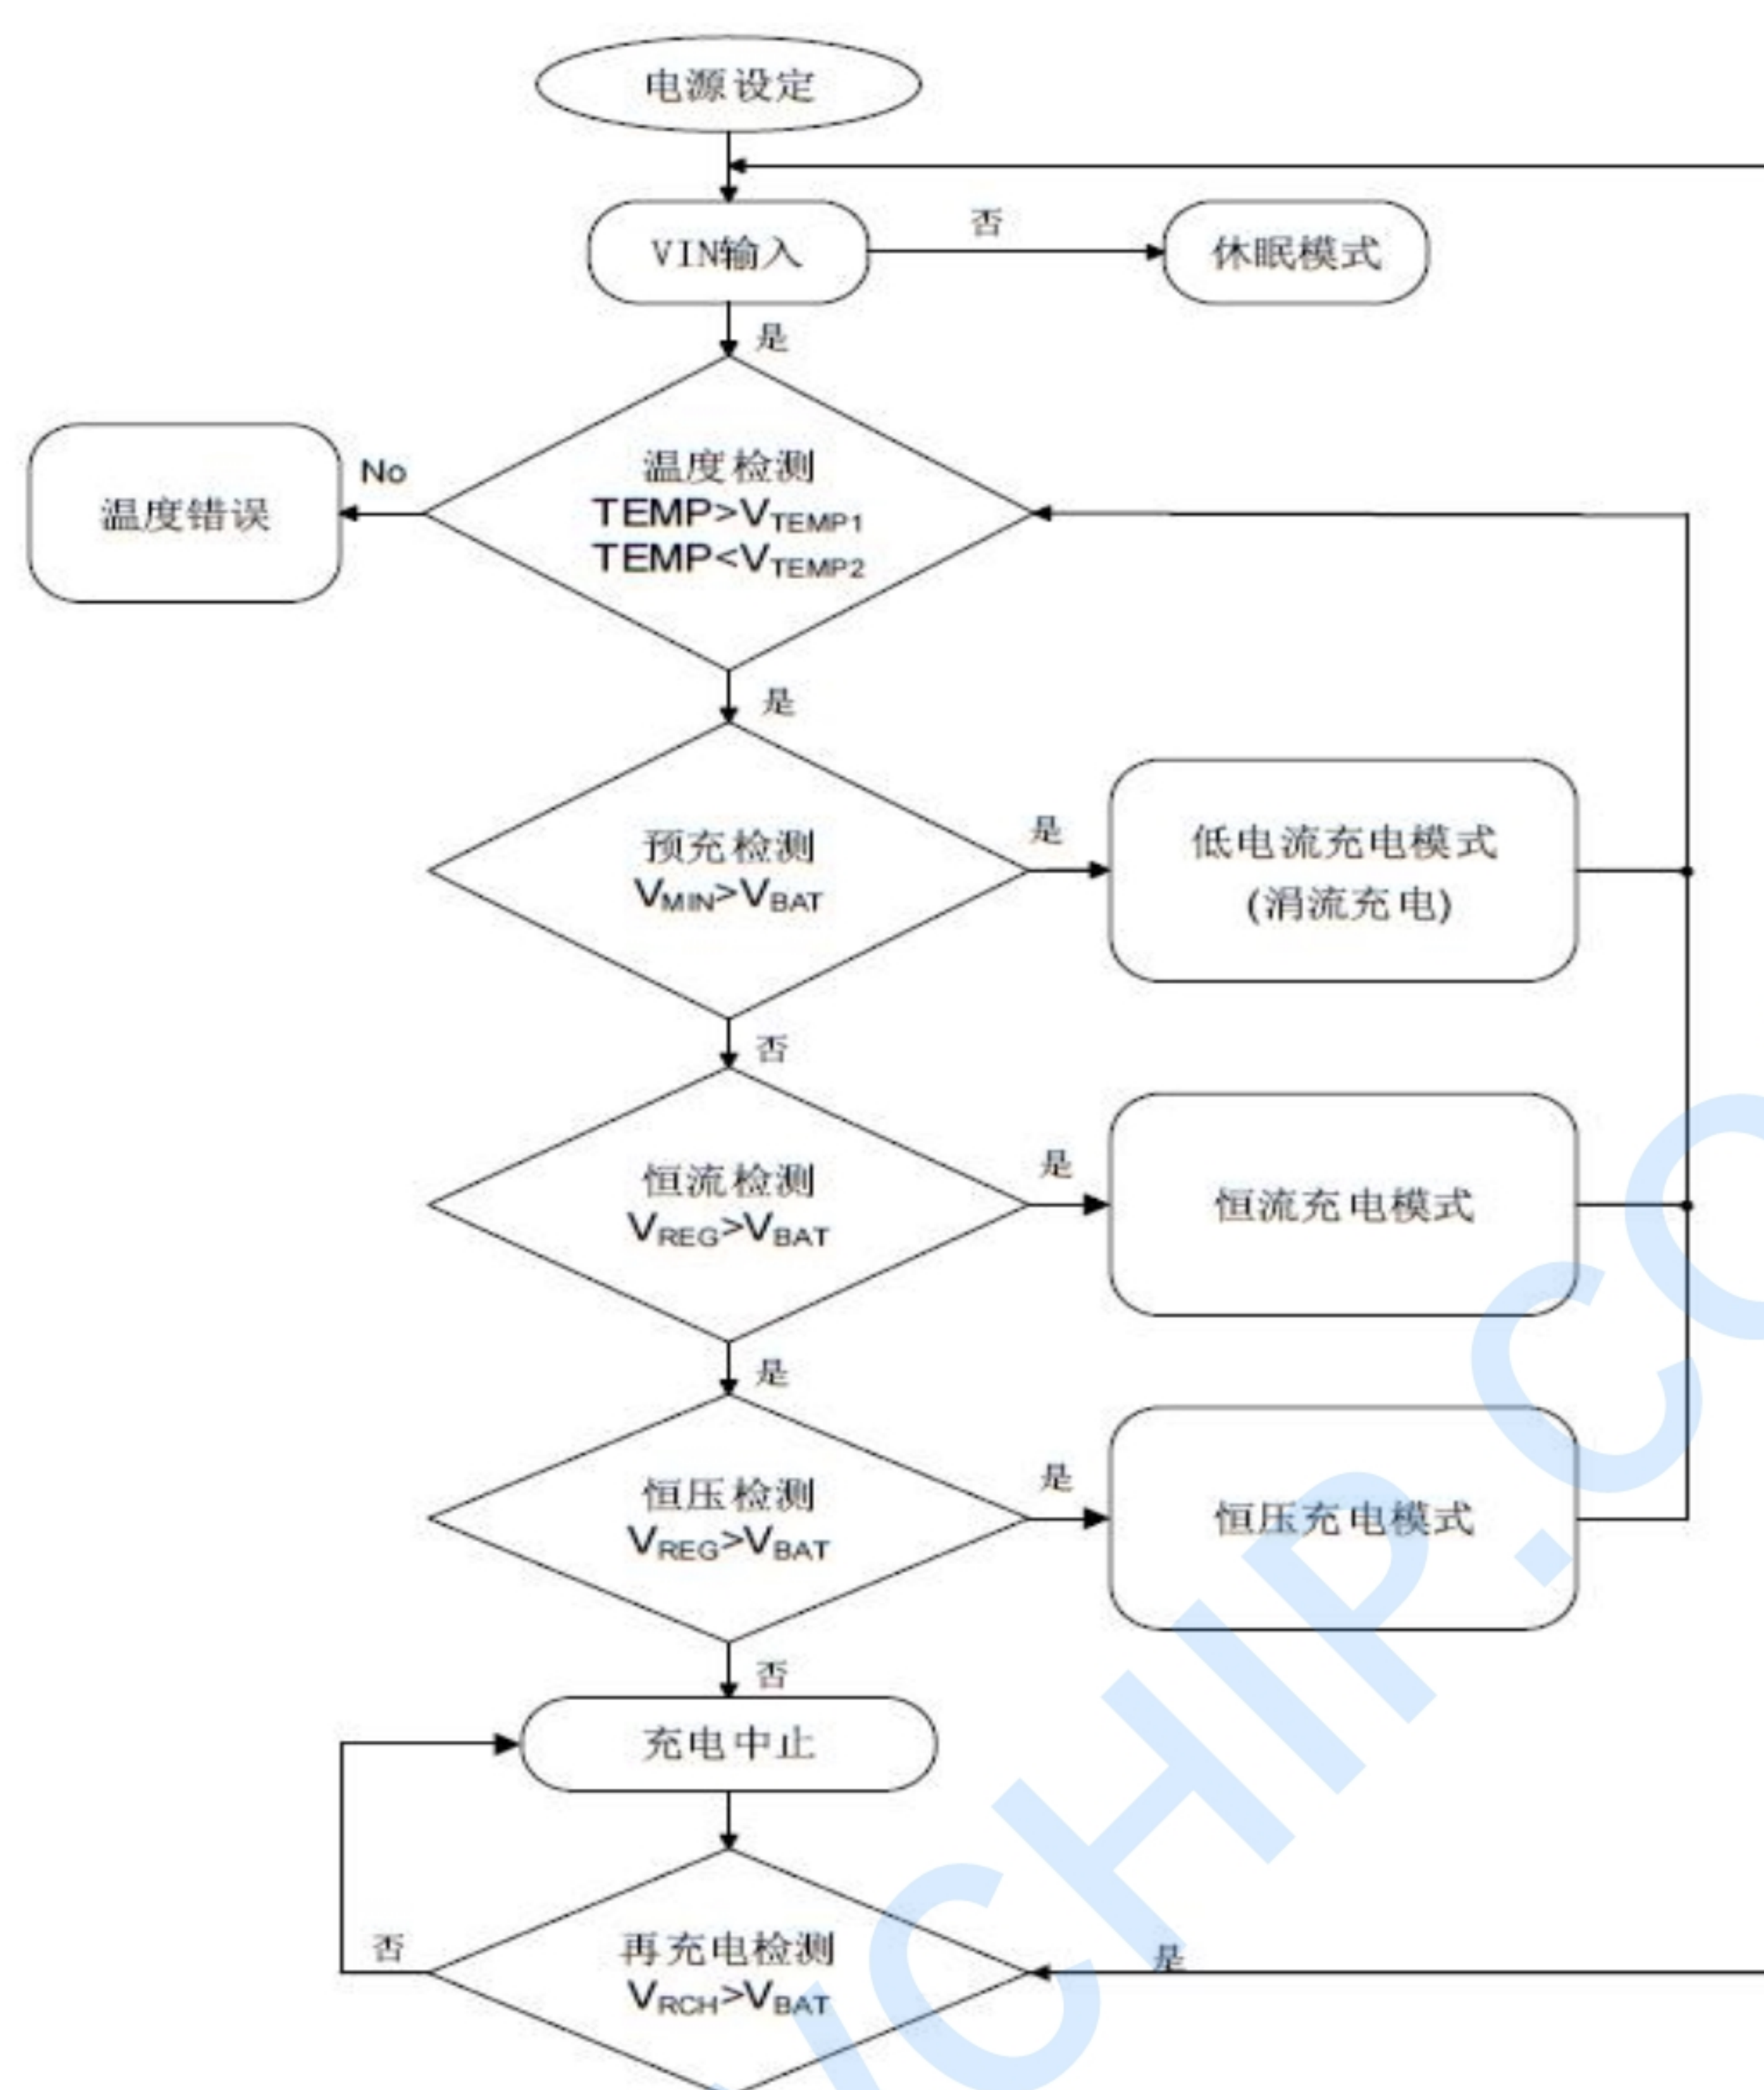 电源设定
VIN输入
否
休眠模式
是
温度检测
TEMP>VTEMP1
TEMP<VTEMP2
No
温度错误
是
预充检测
VMIN>VBAT
是
低电流充电模式
(涓流充电)
否
恒流检测
VREG>VBAT
是
恒流充电模式
是
恒压检测
VREG>VBAT
是
恒压充电模式
否
充电中止
再充电检测
VRCH>VBAT
否
是
CHIP.CO